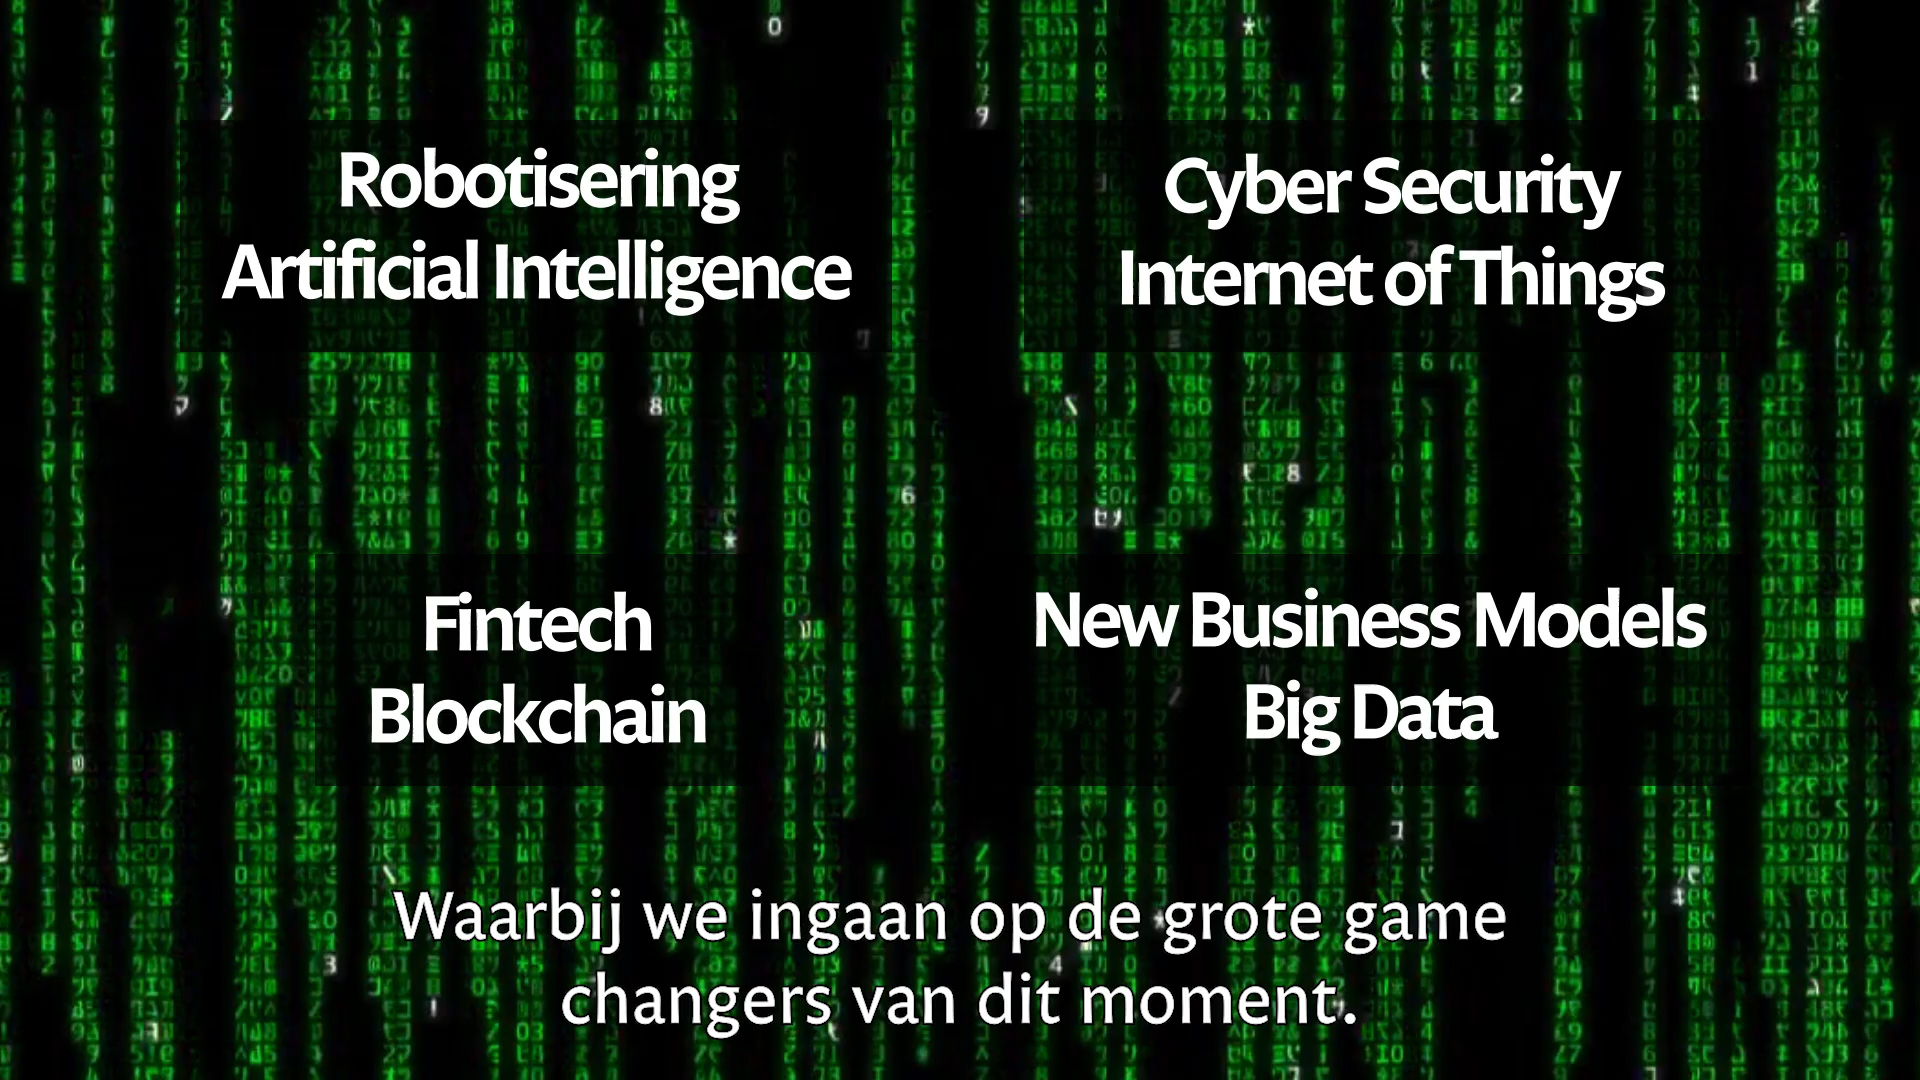 Robotisering
Artificial Intelligence
Cyber Security
Internet of Things
Fintech
Blockchain
New Business Models
Big Data
Waarbij we ingaan op de grote game
changers van dit moment.